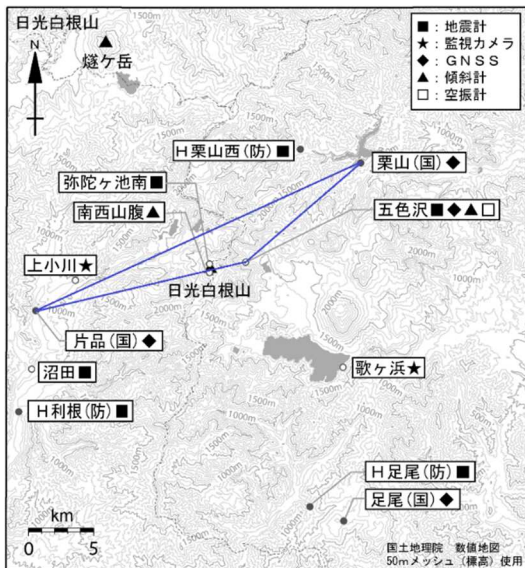 日光白根山
N
燧ケ岳
■：地震計
★：監視カメラ
◆：ＧＮＳＳ
▲：傾斜計
□：空振計
1500m
Ｈ栗山西(防)■
栗山(国)◆
弥陀ヶ池南■
南西山腹▲
五色沢■◆▲□
上小川★
日光白根山
2000m
片品(国)◆
沼田■
歌ヶ浜★
1500m
Ｈ利根(防)■
1000m
Ｈ足尾(防)■
足尾(国)◆
km
0 5
国土地理院 数値地図
50mメッシュ（標高）使用